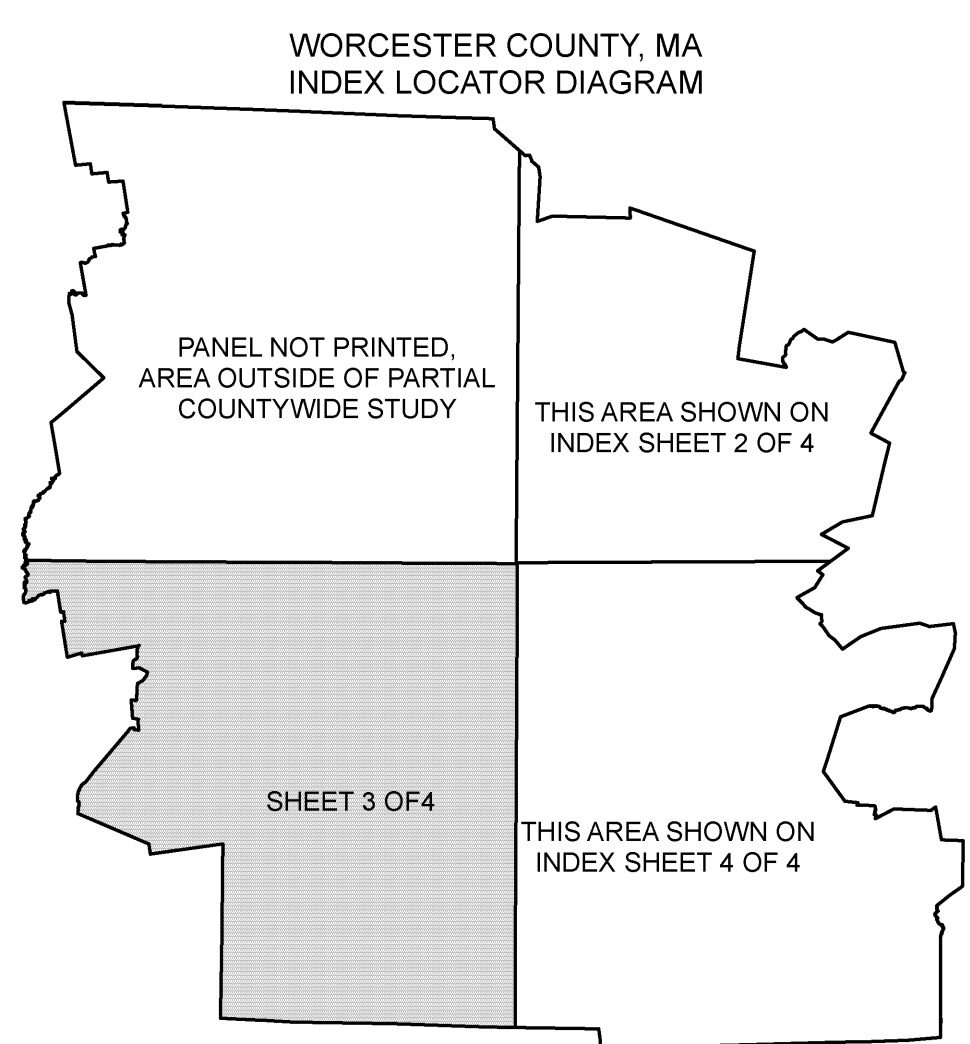 WORCESTER COUNTY, MA
INDEX LOCATOR DIAGRAM
PANEL NOT PRINTED,
AREA OUTSIDE OF PARTIAL
COUNTYWIDE STUDY
THIS AREA SHOWN ON
INDEX SHEET 2 OF 4
SHEET 3 OF4
THIS AREA SHOWN ON
INDEX SHEET 4 OF 4